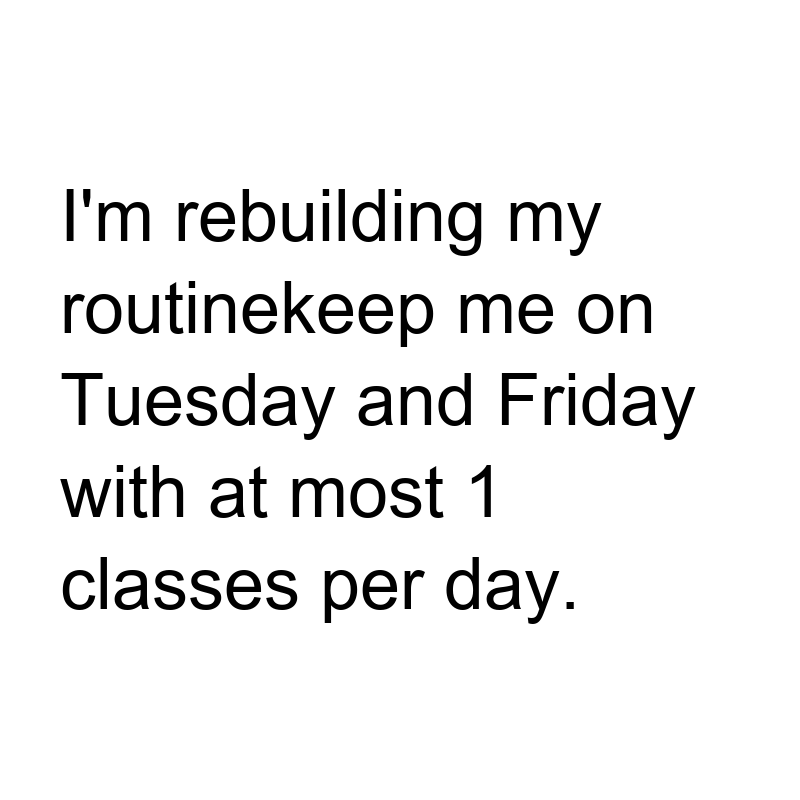 I'm rebuilding my
routinekeep me on
Tuesday and Friday
with at most 1
classes per day.